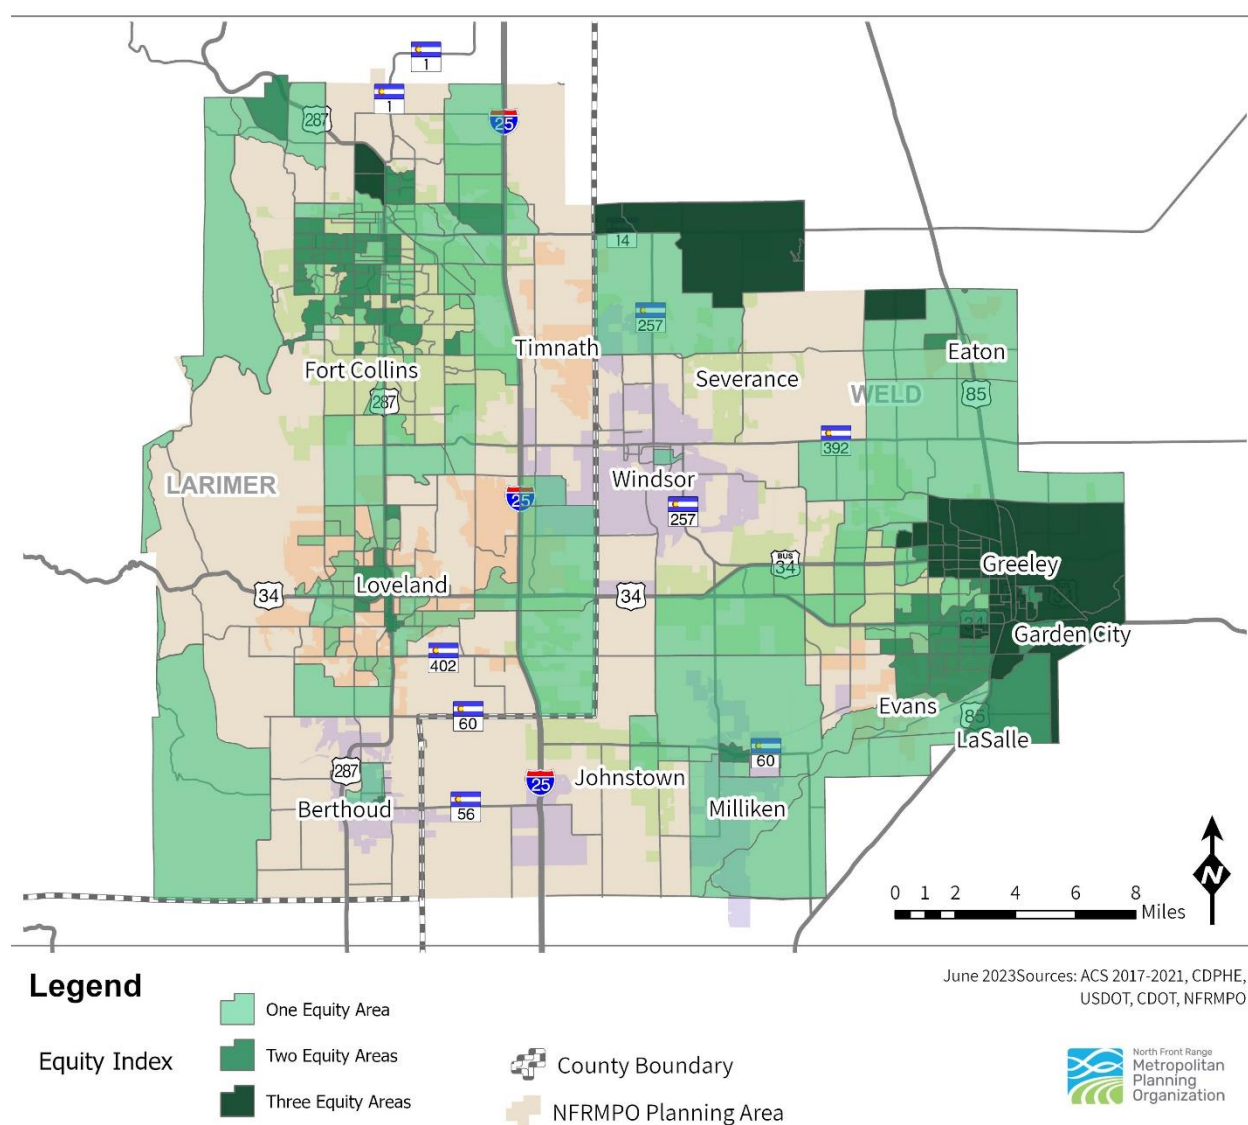 1
1
287
25
14
257
Timnath
Eaton
Fort Collins
Severance
287
WELD
85
392
LARIMER
Windsor
25
257
BUS
34
Greeley
Loveland
34
34
34
Garden City
402
Evans
60
85
LaSalle
60
287
25
Johnstown
Berthoud
56
Milliken
N
0 1 2 4 6 8
Miles
Legend
June 2023Sources: ACS 2017-2021, CDPHE,
USDOT, CDOT, NFRMPO
One Equity Area
Equity Index
Two Equity Areas
County Boundary
Three Equity Areas
NFRMPO Planning Area
North Front Range
Metropolitan
Planning
Organization